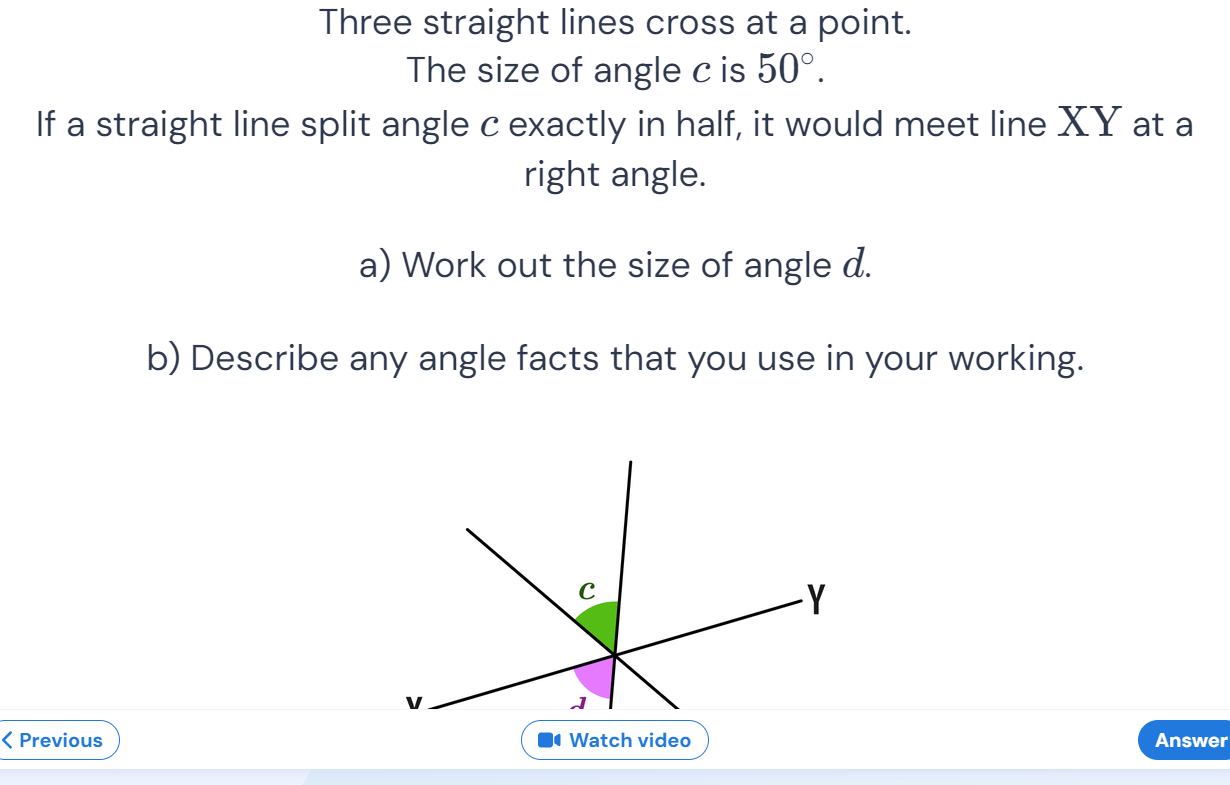 Three straight lines cross at a point.
The size of angle c is 50°.
If a straight line split angle c exactly in half, it would meet line XY at a
right angle.
a) Work out the size of angle d.
b) Describe any angle facts that you use in your working.
c
Y
d
Previous
Watch video
Answer